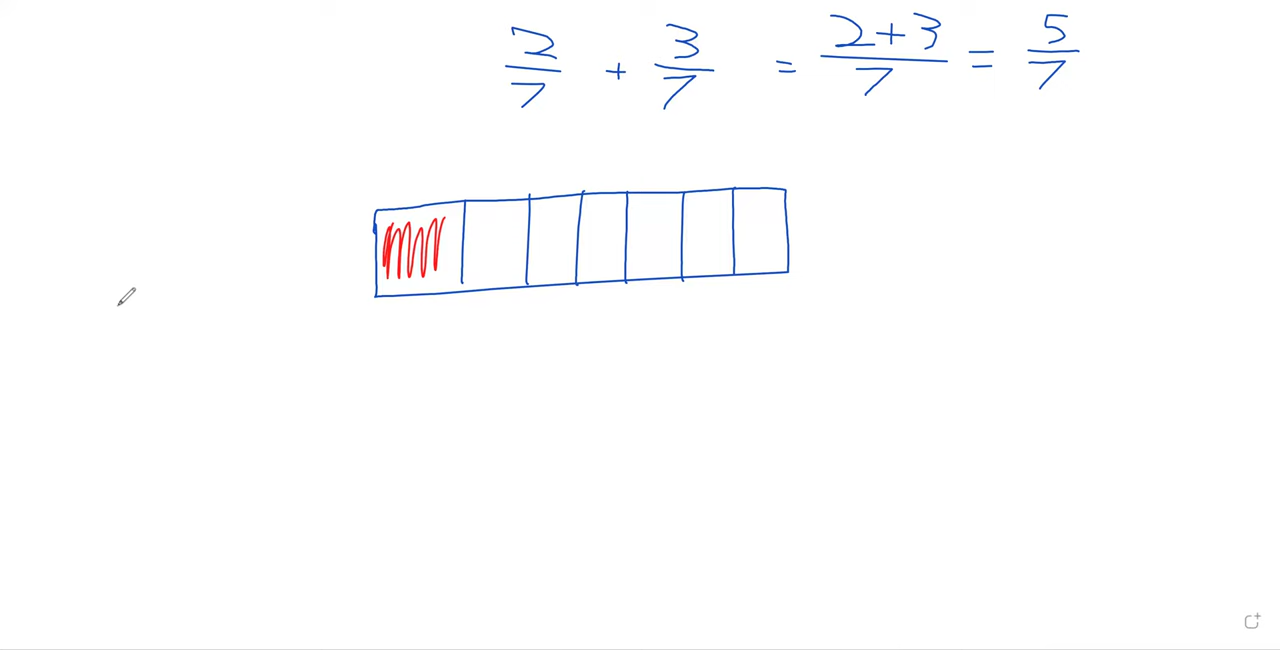 2/7 + 3/7 = 2+3/7 = 5/7